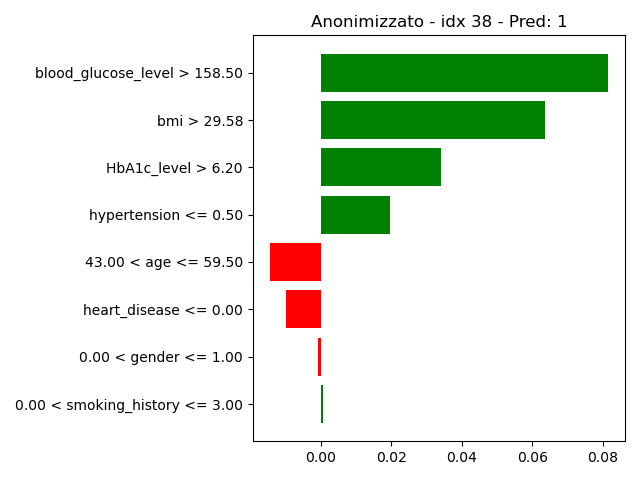 Anonimizzato - idx 38 - Pred: 1
blood_glucose_level > 158.50
bmi > 29.58
HbA1c_level > 6.20
hypertension <= 0.50
43.00 < age <= 59.50
heart_disease <= 0.00
0.00 < gender <= 1.00
0.00 < smoking_history <= 3.00
0.00 0.02 0.04 0.06 0.08